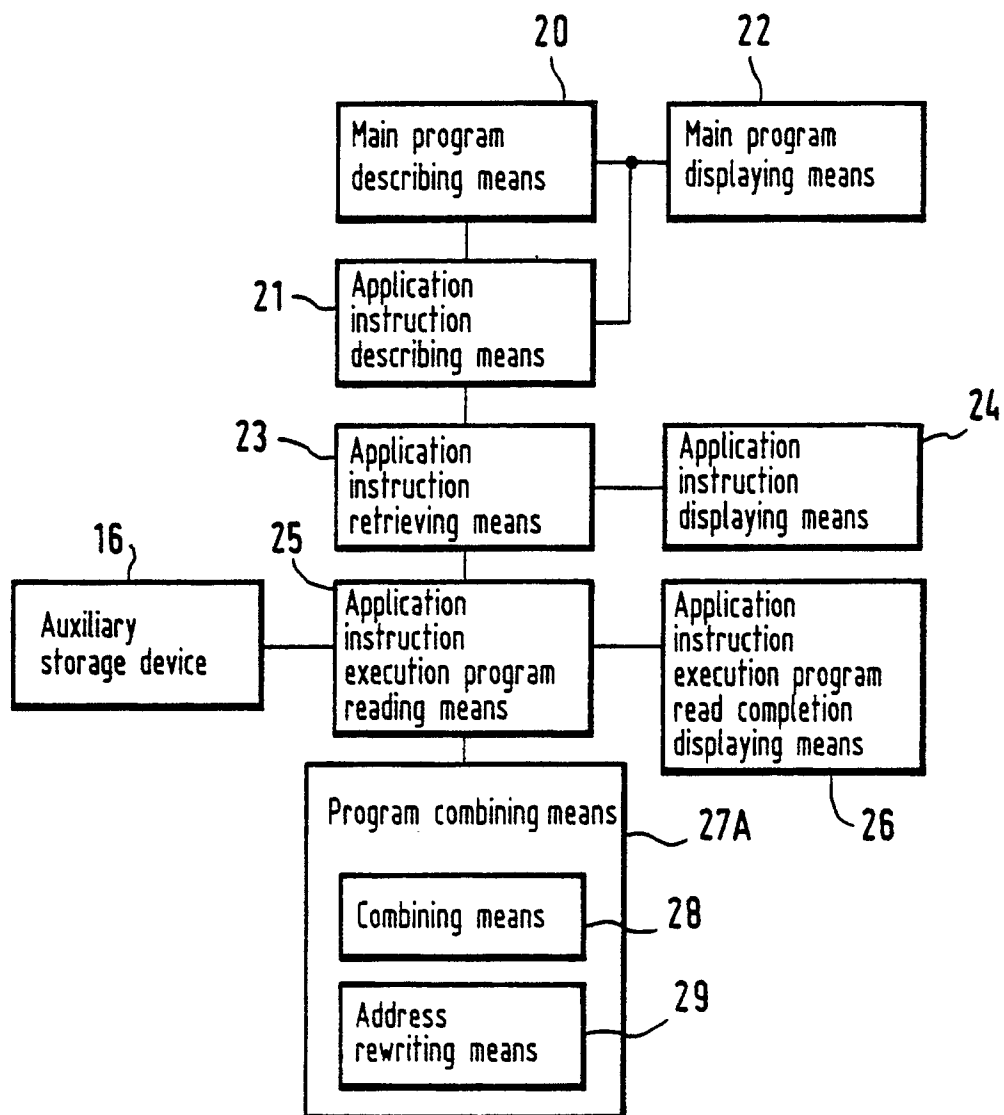 20
22
Main program
describing means
Main program
displaying means
21
Application
instruction
describing means
23
Application
instruction
retrieving means
24
Application
instruction
displaying means
16
Auxiliary
storage device
25
Application
instruction
execution program
reading means
Application
instruction
execution program
read completion
displaying means
26
Program combining means
27A
Combining means
28
Address
rewriting means
29